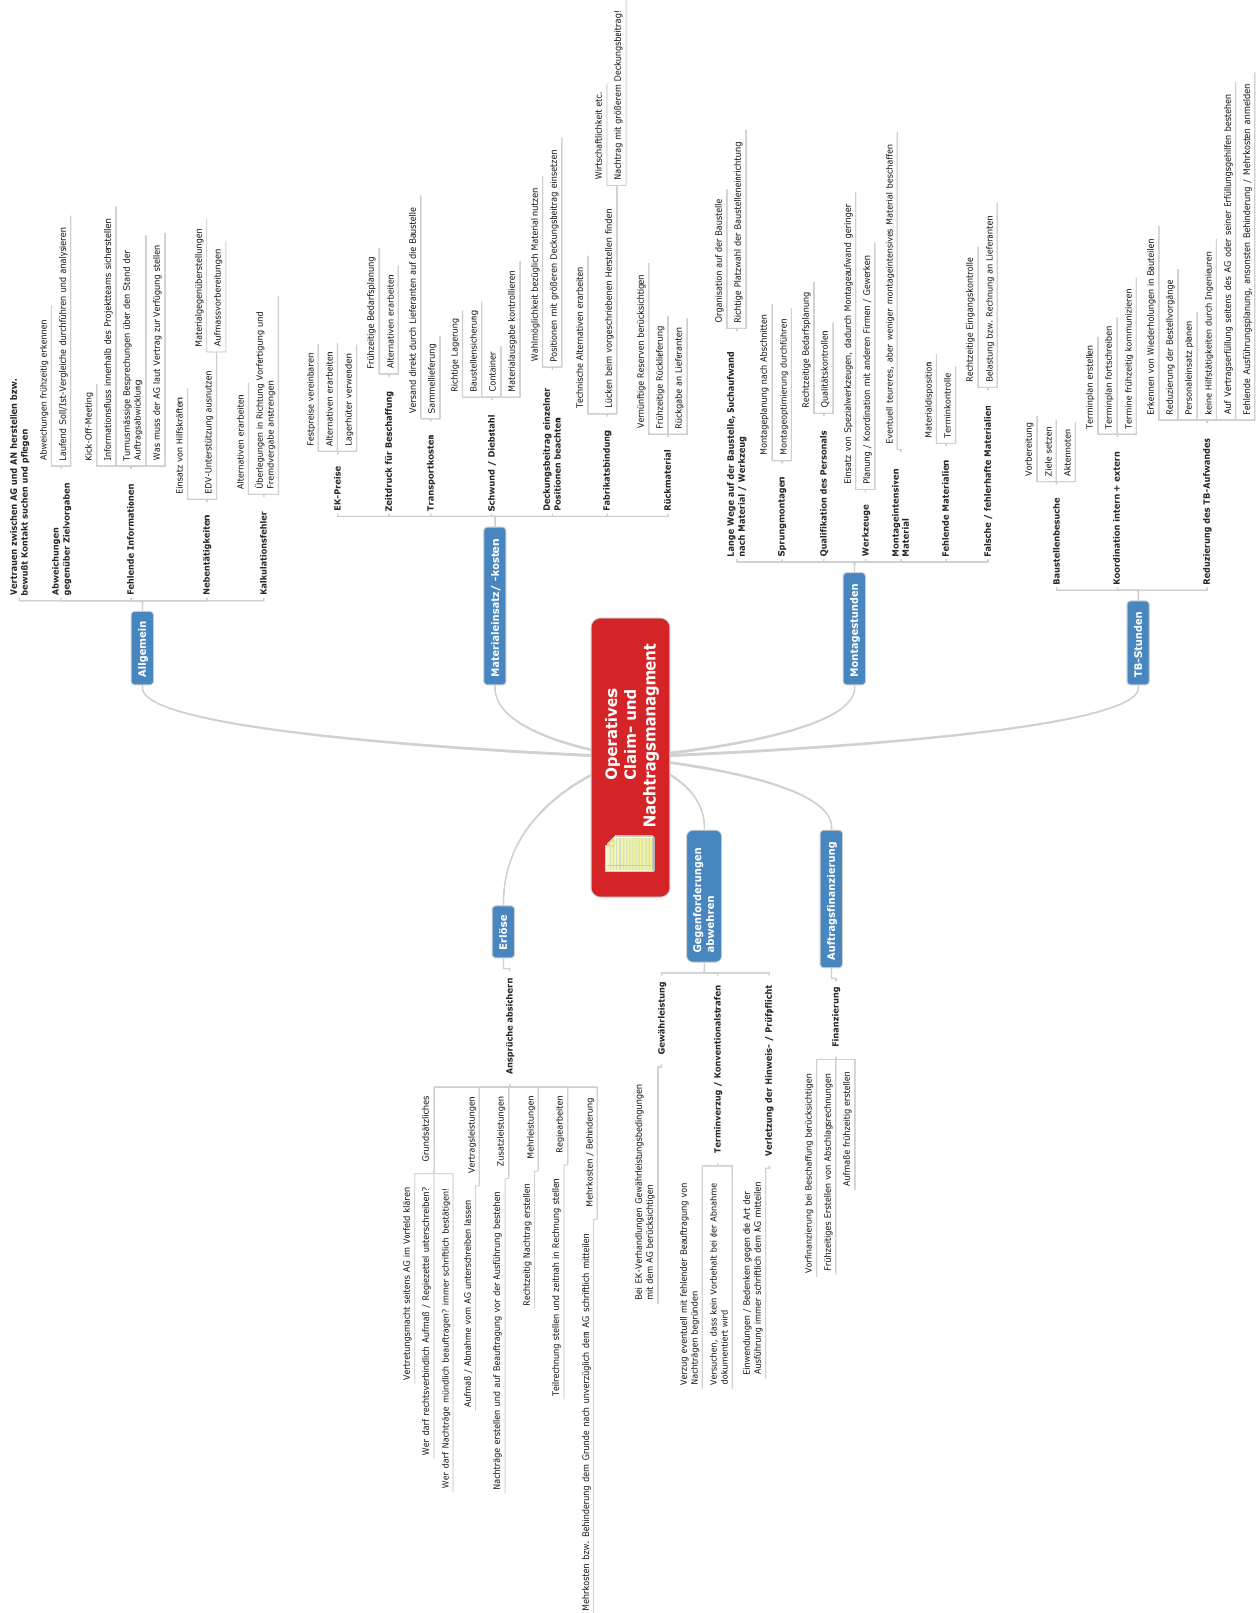 Operatives
Claim- und
Nachtragsmanagment
Allgemein
Vertrauen zwischen AG und AN herstellen bzw.
bewußt Kontakt suchen und pflegen
Abweichungen
gegenüber Zielvorgaben
Abweichungen frühzeitig erkennen
Laufend Soll/Ist-Vergleiche durchführen und analysieren
Fehlende Informationen
Kick-Off-Meeting
Informationsfluss innerhalb des Projektteams sicherstellen
Turnusmässige Besprechungen über den Stand der
Auftragsabwicklung
Was muss der AG laut Vertrag zur Verfügung stellen
Nebentätigkeiten
Einsatz von Hilfskräften
EDV-Unterstützung ausnutzen
Materialgegenüberstellungen
Aufmassvorbereitungen
Kalkulationsfehler
Alternativen erarbeiten
Überlegungen in Richtung Vorfertigung und
Fremdvergabe anstrengen
Materialeinsatz/ -kosten
EK-Preise
Festpreise vereinbaren
Alternativen erarbeiten
Lagerhüter verwenden
Zeitdruck für Beschaffung
Frühzeitige Bedarfsplanung
Alternativen erarbeiten
Transportkosten
Versand direkt durch Lieferanten auf die Baustelle
Sammellieferung
Schwund / Diebstahl
Richtige Lagerung
Baustellensicherung
Container
Materialausgabe kontrollieren
Deckungsbeitrag einzelner
Positionen beachten
Wahlmöglichkeit bezüglich Material nutzen
Positionen mit größeren Deckungsbeitrag einsetzen
Fabrikatsbindung
Technische Alternativen erarbeiten
Lücken beim vorgeschriebenen Herstellen finden
Wirtschaftlichkeit etc.
Nachtrag mit größerem Deckungsbeitrag!
Rückmaterial
Vernünftige Reserven berücksichtigen
Frühzeitige Rücklieferung
Rückgabe an Lieferanten
Montagestunden
Lange Wege auf der Baustelle, Suchaufwand
nach Material / Werkzeug
Organisation auf der Baustelle
Richtige Platzwahl der Baustelleneinrichtung
Sprungmontagen
Montageplanung nach Abschnitten
Montageoptimierung durchführen
Qualifikation des Personals
Rechtzeitige Bedarfsplanung
Qualitätskontrollen
Werkzeuge
Einsatz von Spezialwerkzeugen, dadurch Montageaufwand geringer
Planung / Koordination mit anderen Firmen / Gewerken
Montageintensiven
Material
Eventuell teureres, aber weniger montageintensives Material beschaffen
Fehlende Materialien
Materialdisposition
Terminkontrolle
Falsche / fehlerhafte Materialien
Rechtzeitige Eingangskontrolle
Belastung bzw. Rechnung an Lieferanten
TB-Stunden
Baustellenbesuche
Vorbereitung
Ziele setzen
Aktennoten
Koordination intern + extern
Terminplan erstellen
Terminplan fortschreiben
Termine frühzeitig kommunizieren
Reduzierung des TB-Aufwandes
Erkennen von Wiederholungen in Bauteilen
Reduzierung der Bestellvorgänge
Personaleinsatz planen
keine Hilfstätigkeiten durch Ingenieuren
Auf Vertragserfüllung seitens des AG oder seiner Erfüllungsgehilfen bestehen
Fehlende Ausführungsplanung, ansonsten Behinderung / Mehrkosten anmelden
Erlöse
Ansprüche absichern
Grundsätzliches
Vertretungsmacht seitens AG im Vorfeld klären
Wer darf rechtsverbindlich Aufmaß / Regiezettel unterschreiben?
Wer darf Nachträge mündlich beauftragen? immer schriftlich bestätigen!
Vertragsleistungen
Aufmaß / Abnahme vom AG unterschreiben lassen
Zusatzleistungen
Nachträge erstellen und auf Beauftragung vor der Ausführung bestehen
Mehrleistungen
Rechtzeitig Nachtrag erstellen
Regiearbeiten
Teilrechnung stellen und zeitnah in Rechnung stellen
Mehrkosten / Behinderung
Mehrkosten bzw. Behinderung dem Grunde nach unverzüglich dem AG schriftlich mitteilen
Gegenforderungen
abwehren
Gewährleistung
Bei EK-Verhandlungen Gewährleistungsbedingungen
mit dem AG berücksichtigen
Terminverzug / Konventionalstrafen
Verzug eventuell mit fehlender Beauftragung von
Nachträgen begründen
Versuchen, dass kein Vorbehalt bei der Abnahme
dokumentiert wird
Verletzung der Hinweis- / Prüfpflicht
Einwendungen / Bedenken gegen die Art der
Ausführung immer schriftlich dem AG mitteilen
Auftragsfinanzierung
Finanzierung
Vorfinanzierung bei Beschaffung berücksichtigen
Frühzeitiges Erstellen von Abschlagsrechnungen
Aufmaße frühzeitig erstellen